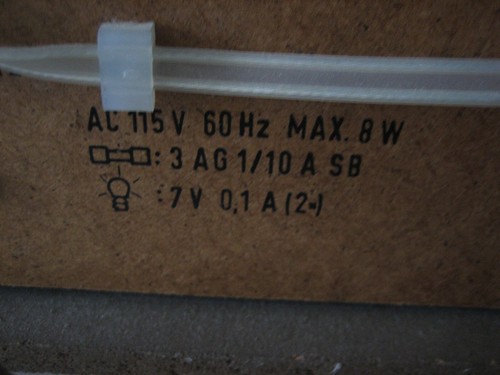 AC 115 V 60 Hz MAX. 8 W
: 3 AG 1/10 A SB
: 7 V 0,1 A (2×)